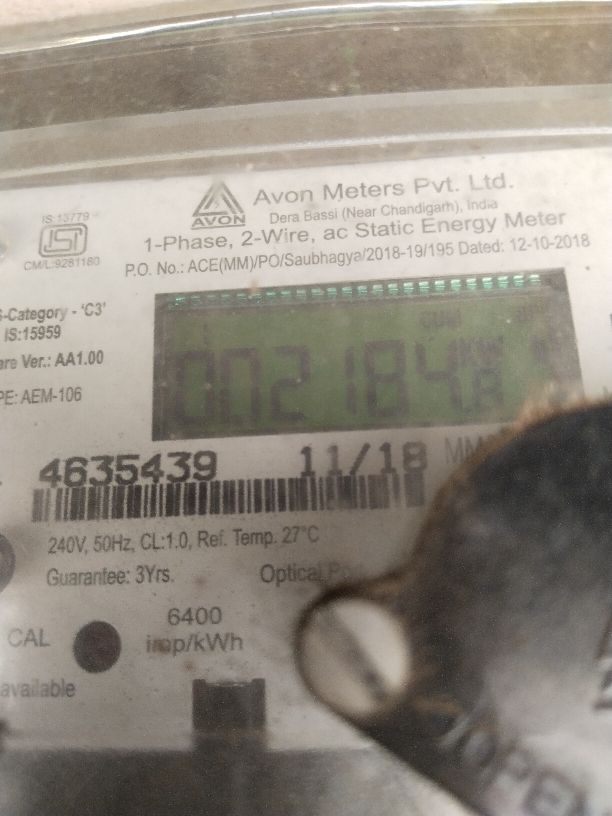 Avon Meters Pvt. Ltd.
AVON
Dera Bassi (Near Chandigarh), India
1-Phase, 2-Wire, ac Static Energy Meter
P.O. No.: ACE(MM)/PO/Saubhagya/2018-19/195 Dated: 12-10-2018
IS:13779
CM/L:9281180
-Category - 'C3'
IS:15959
are Ver.: AA1.00
PE: AEM-106
002184.8
4635439 11/18
240V, 50Hz, CL:1.0, Ref. Temp. 27°C
Guarantee: 3Yrs. Optical
CAL
6400
imp/kWh
available
OPEN